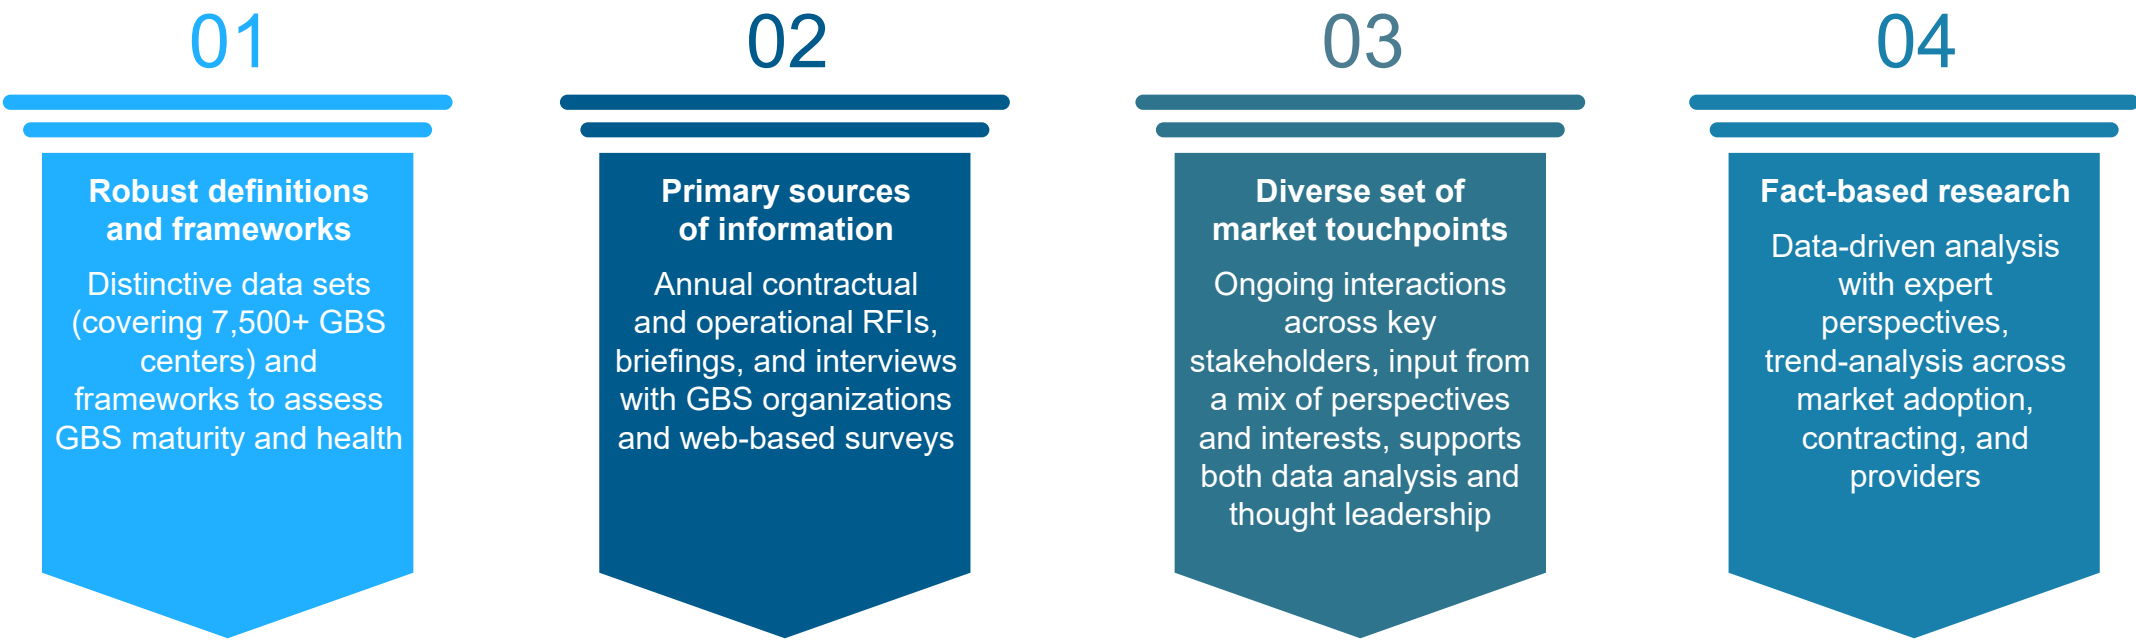 01
Robust definitions
and frameworks
Distinctive data sets
(covering 7,500+ GBS
centers) and
frameworks to assess
GBS maturity and health
02
Primary sources
of information
Annual contractual
and operational RFIs,
briefings, and interviews
with GBS organizations
and web-based surveys
03
Diverse set of
market touchpoints
Ongoing interactions
across key
stakeholders, input from
a mix of perspectives
and interests, supports
both data analysis and
thought leadership
04
Fact-based research
Data-driven analysis
with expert
perspectives,
trend-analysis across
market adoption,
contracting, and
providers